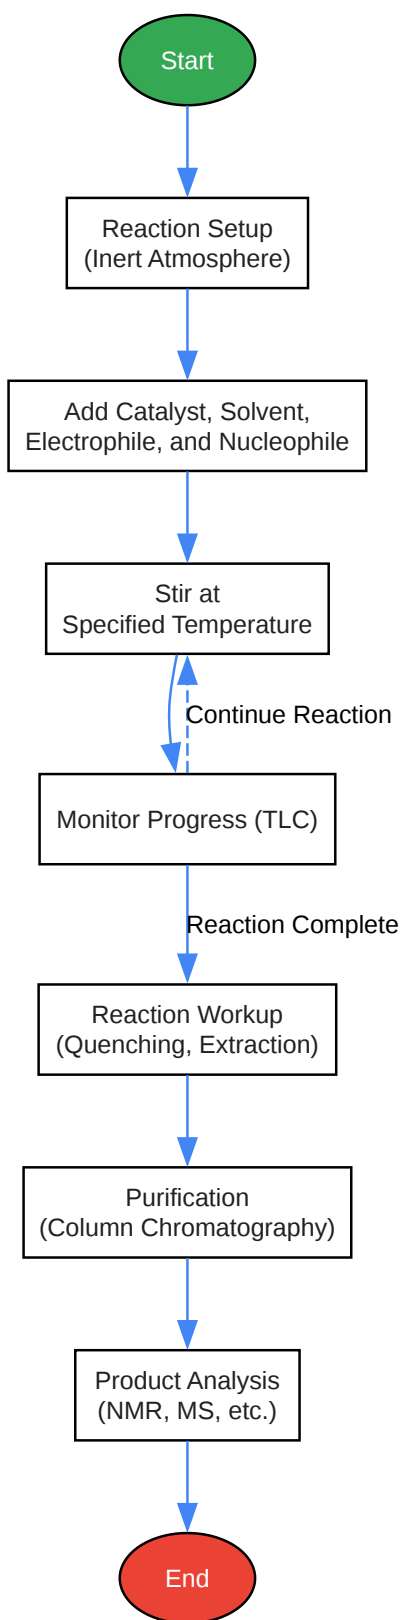 Start
Reaction Setup
(Inert Atmosphere)
Add Catalyst, Solvent,
Electrophile, and Nucleophile
Stir at
Specified Temperature
Continue Reaction
Monitor Progress (TLC)
Reaction Complete
Reaction Workup
(Quenching, Extraction)
Purification
(Column Chromatography)
Product Analysis
(NMR, MS, etc.)
End